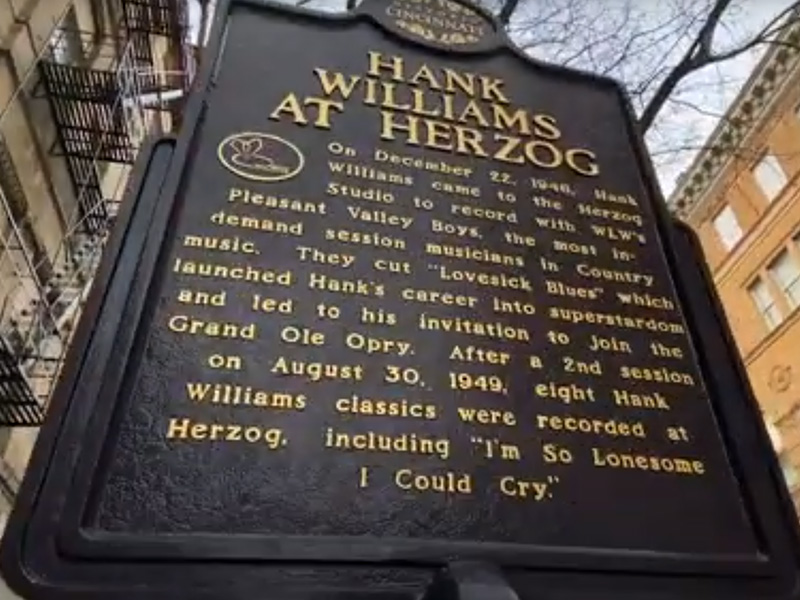 CINCINNATI
HANK
WILLIAMS
AT HERZOG
On December 22, 1948, Hank
Williams came to the Herzog
Studio to record with WLW's
Pleasant Valley Boys, the most in-
demand session musicians in Country
music. They cut "Lovesick Blues" which
launched Hank's career into superstardom
and led to his invitation to join the
Grand Ole Opry. After a 2nd session
on August 30, 1949, eight Hank
Williams classics were recorded at
Herzog, including "I'm So Lonesome
I Could Cry."